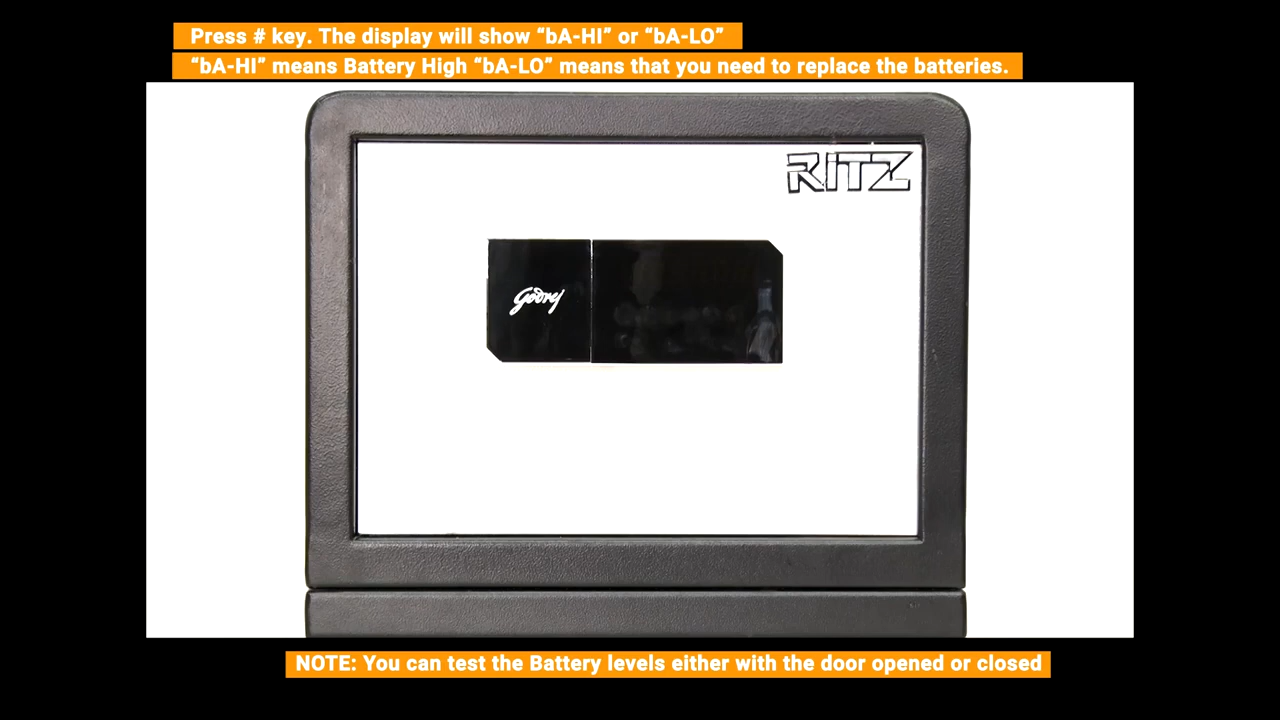 Press # key. The display will show “bA-HI” or “bA-LO”
“bA-HI” means Battery High “bA-LO” means that you need to replace the batteries.
RITZ
Godrej
NOTE: You can test the Battery levels either with the door opened or closed